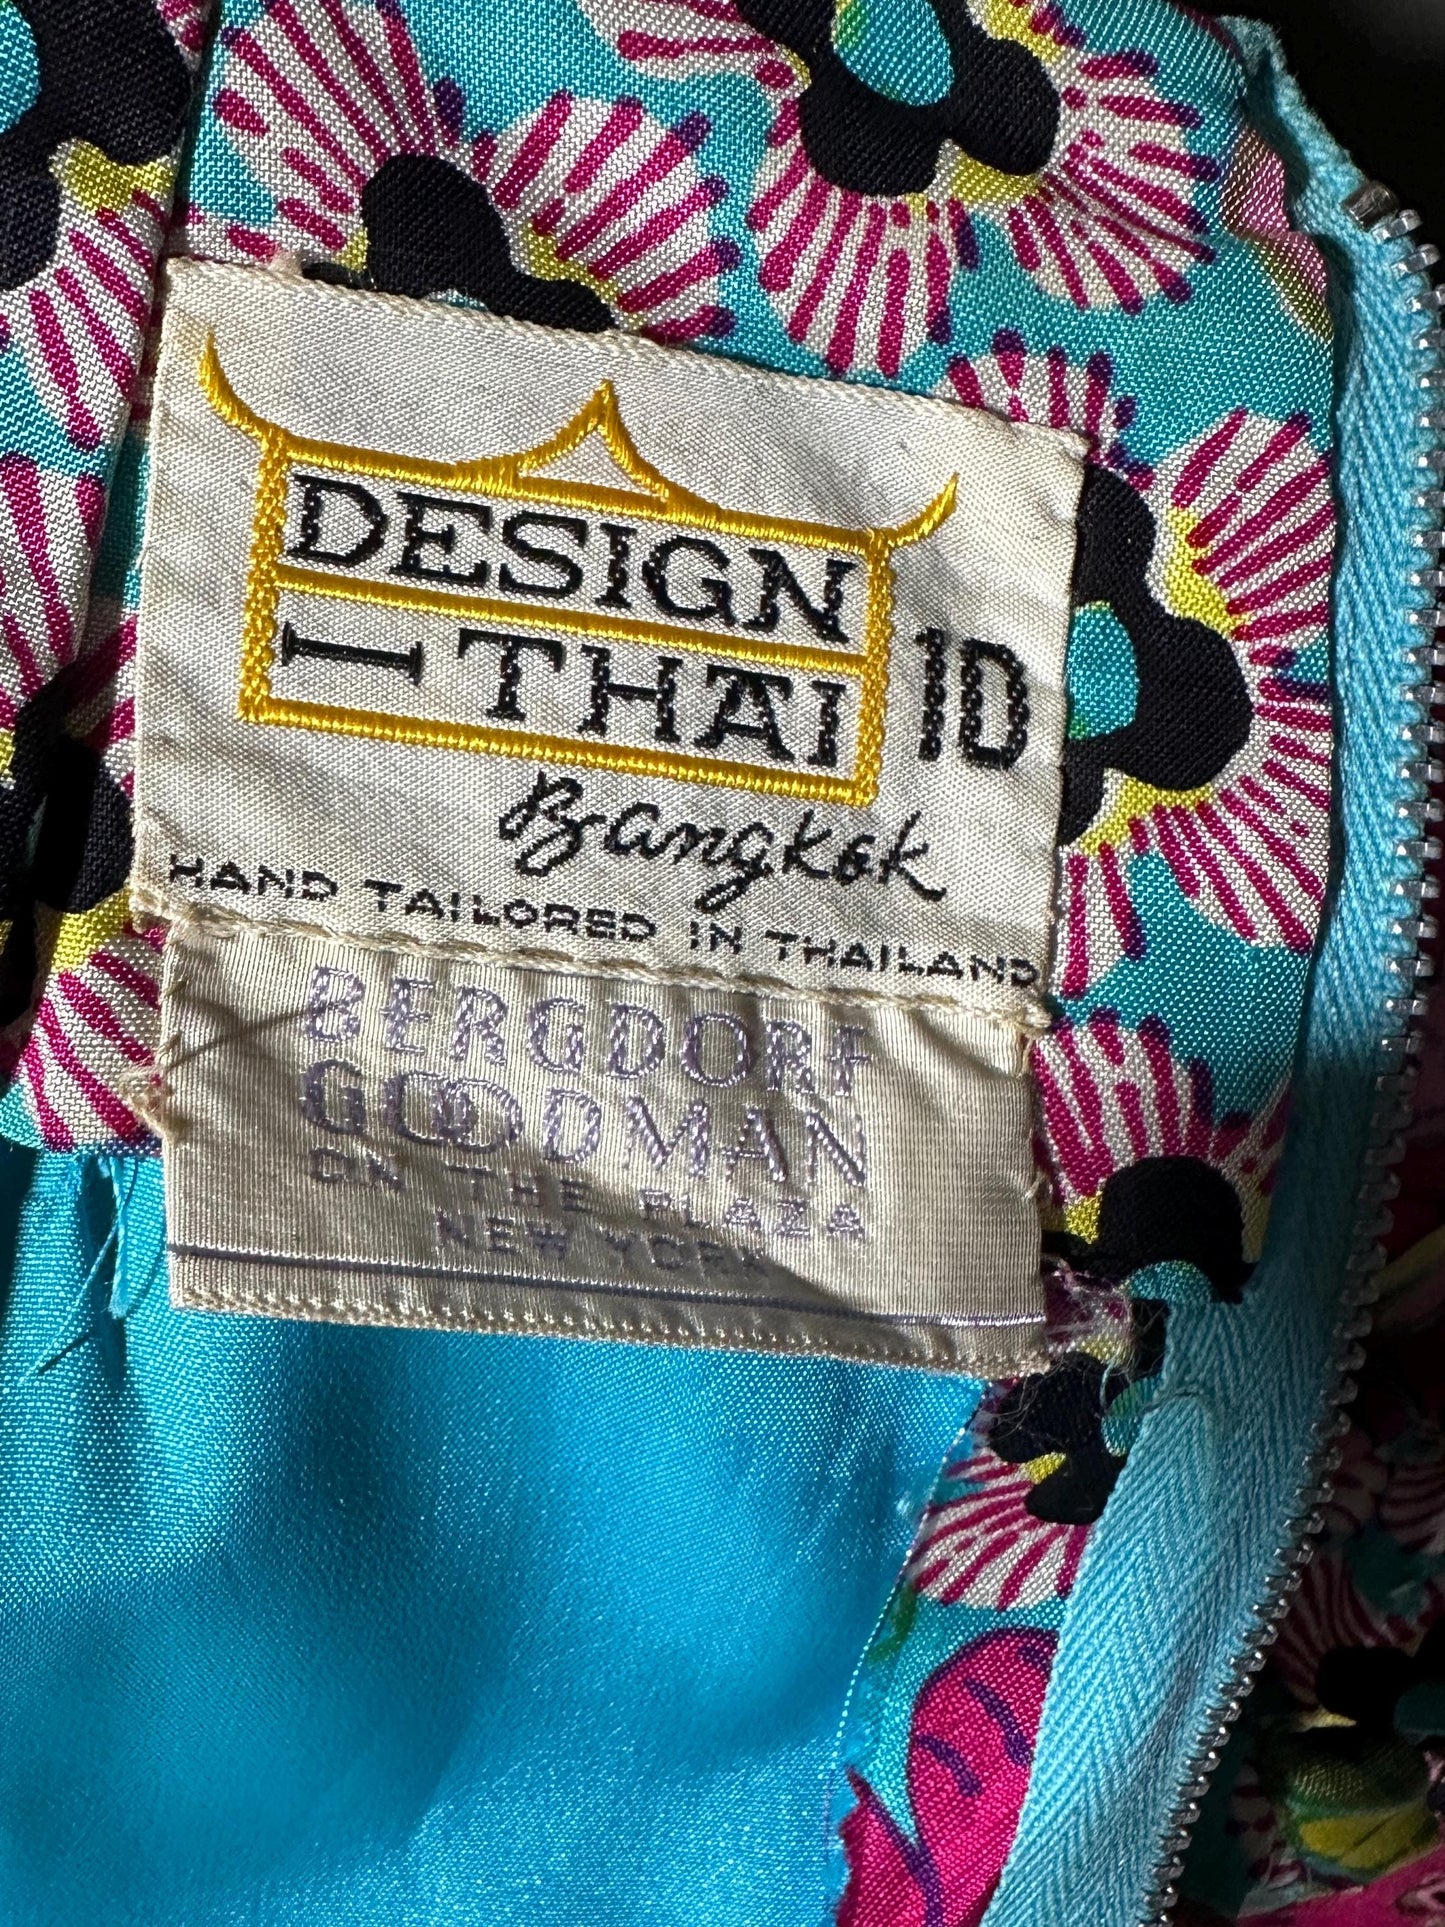 DESIGN
THAI 10
Bangkok
HAND TAILORED IN THAILAND
BERGDORF
GOODMAN
ON THE PLAZA
NEW YORK